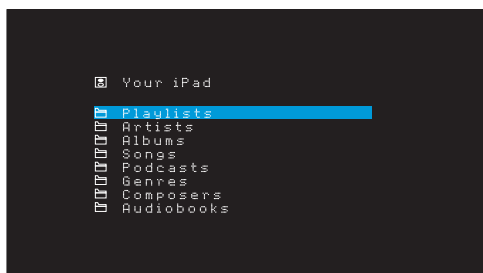 Your iPad
Playlists
Artists
Albums
Songs
Podcasts
Genres
Composers
Audiobooks